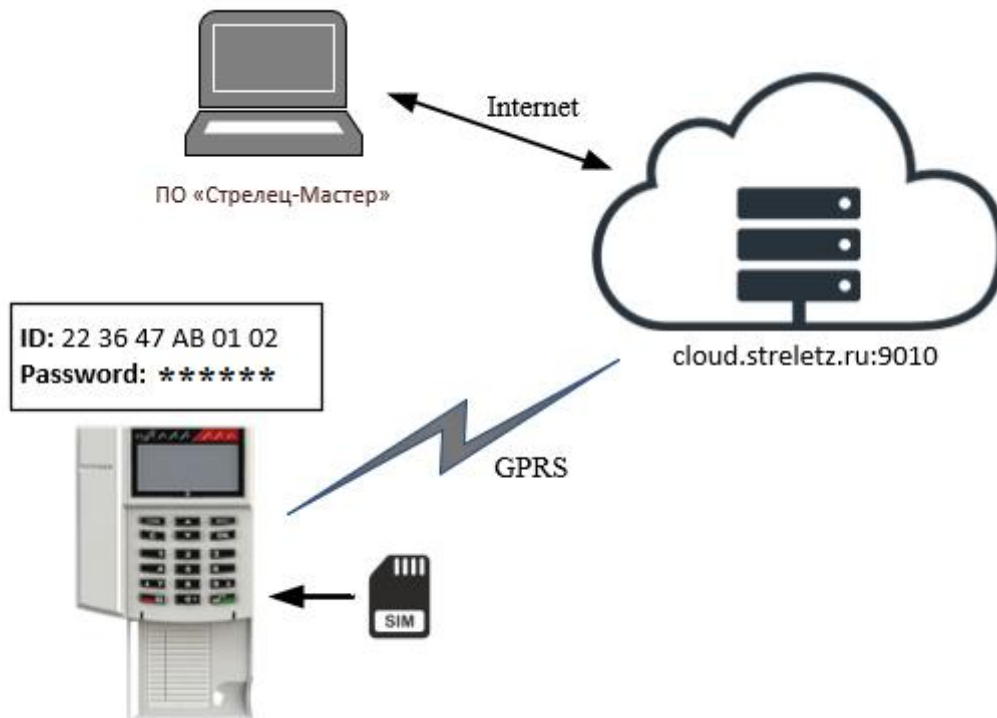 Internet
ПО «Стрелец-Мастер»
ID: 22 36 47 AB 01 02
Password: ******
cloud.streletz.ru:9010
GPRS
SIM